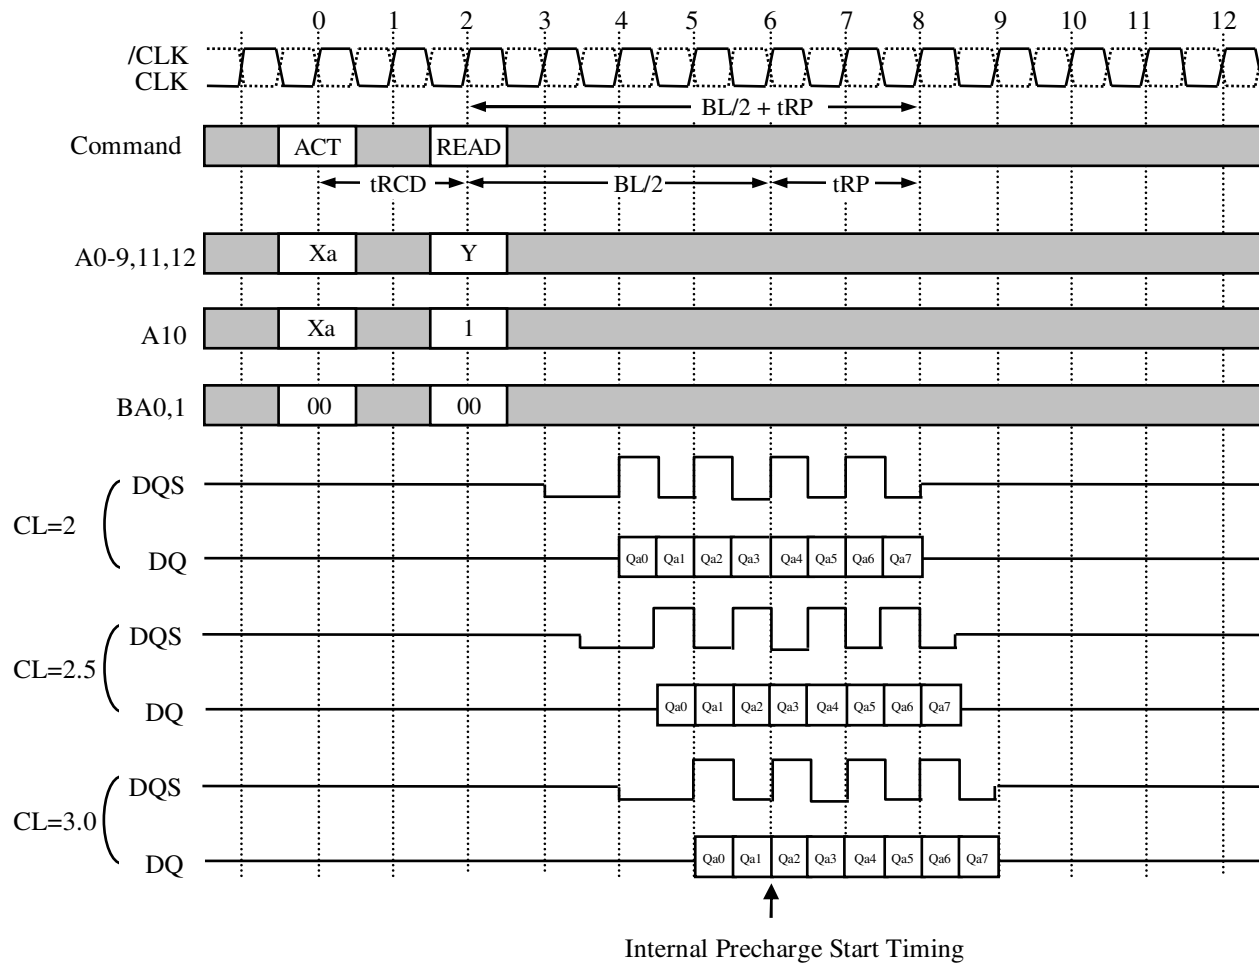 0 1 2 3 4 5 6 7 8 9 10 11 12
/CLK
CLK
BL/2 + tRP
Command ACT READ
tRCD BL/2 tRP
A0-9,11,12 Xa Y
A10 Xa 1
BA0,1 00 00
DQS
CL=2
DQ Qa0 Qa1 Qa2 Qa3 Qa4 Qa5 Qa6 Qa7
DQS
CL=2.5
DQ Qa0 Qa1 Qa2 Qa3 Qa4 Qa5 Qa6 Qa7
DQS
CL=3.0
DQ Qa0 Qa1 Qa2 Qa3 Qa4 Qa5 Qa6 Qa7
Internal Precharge Start Timing